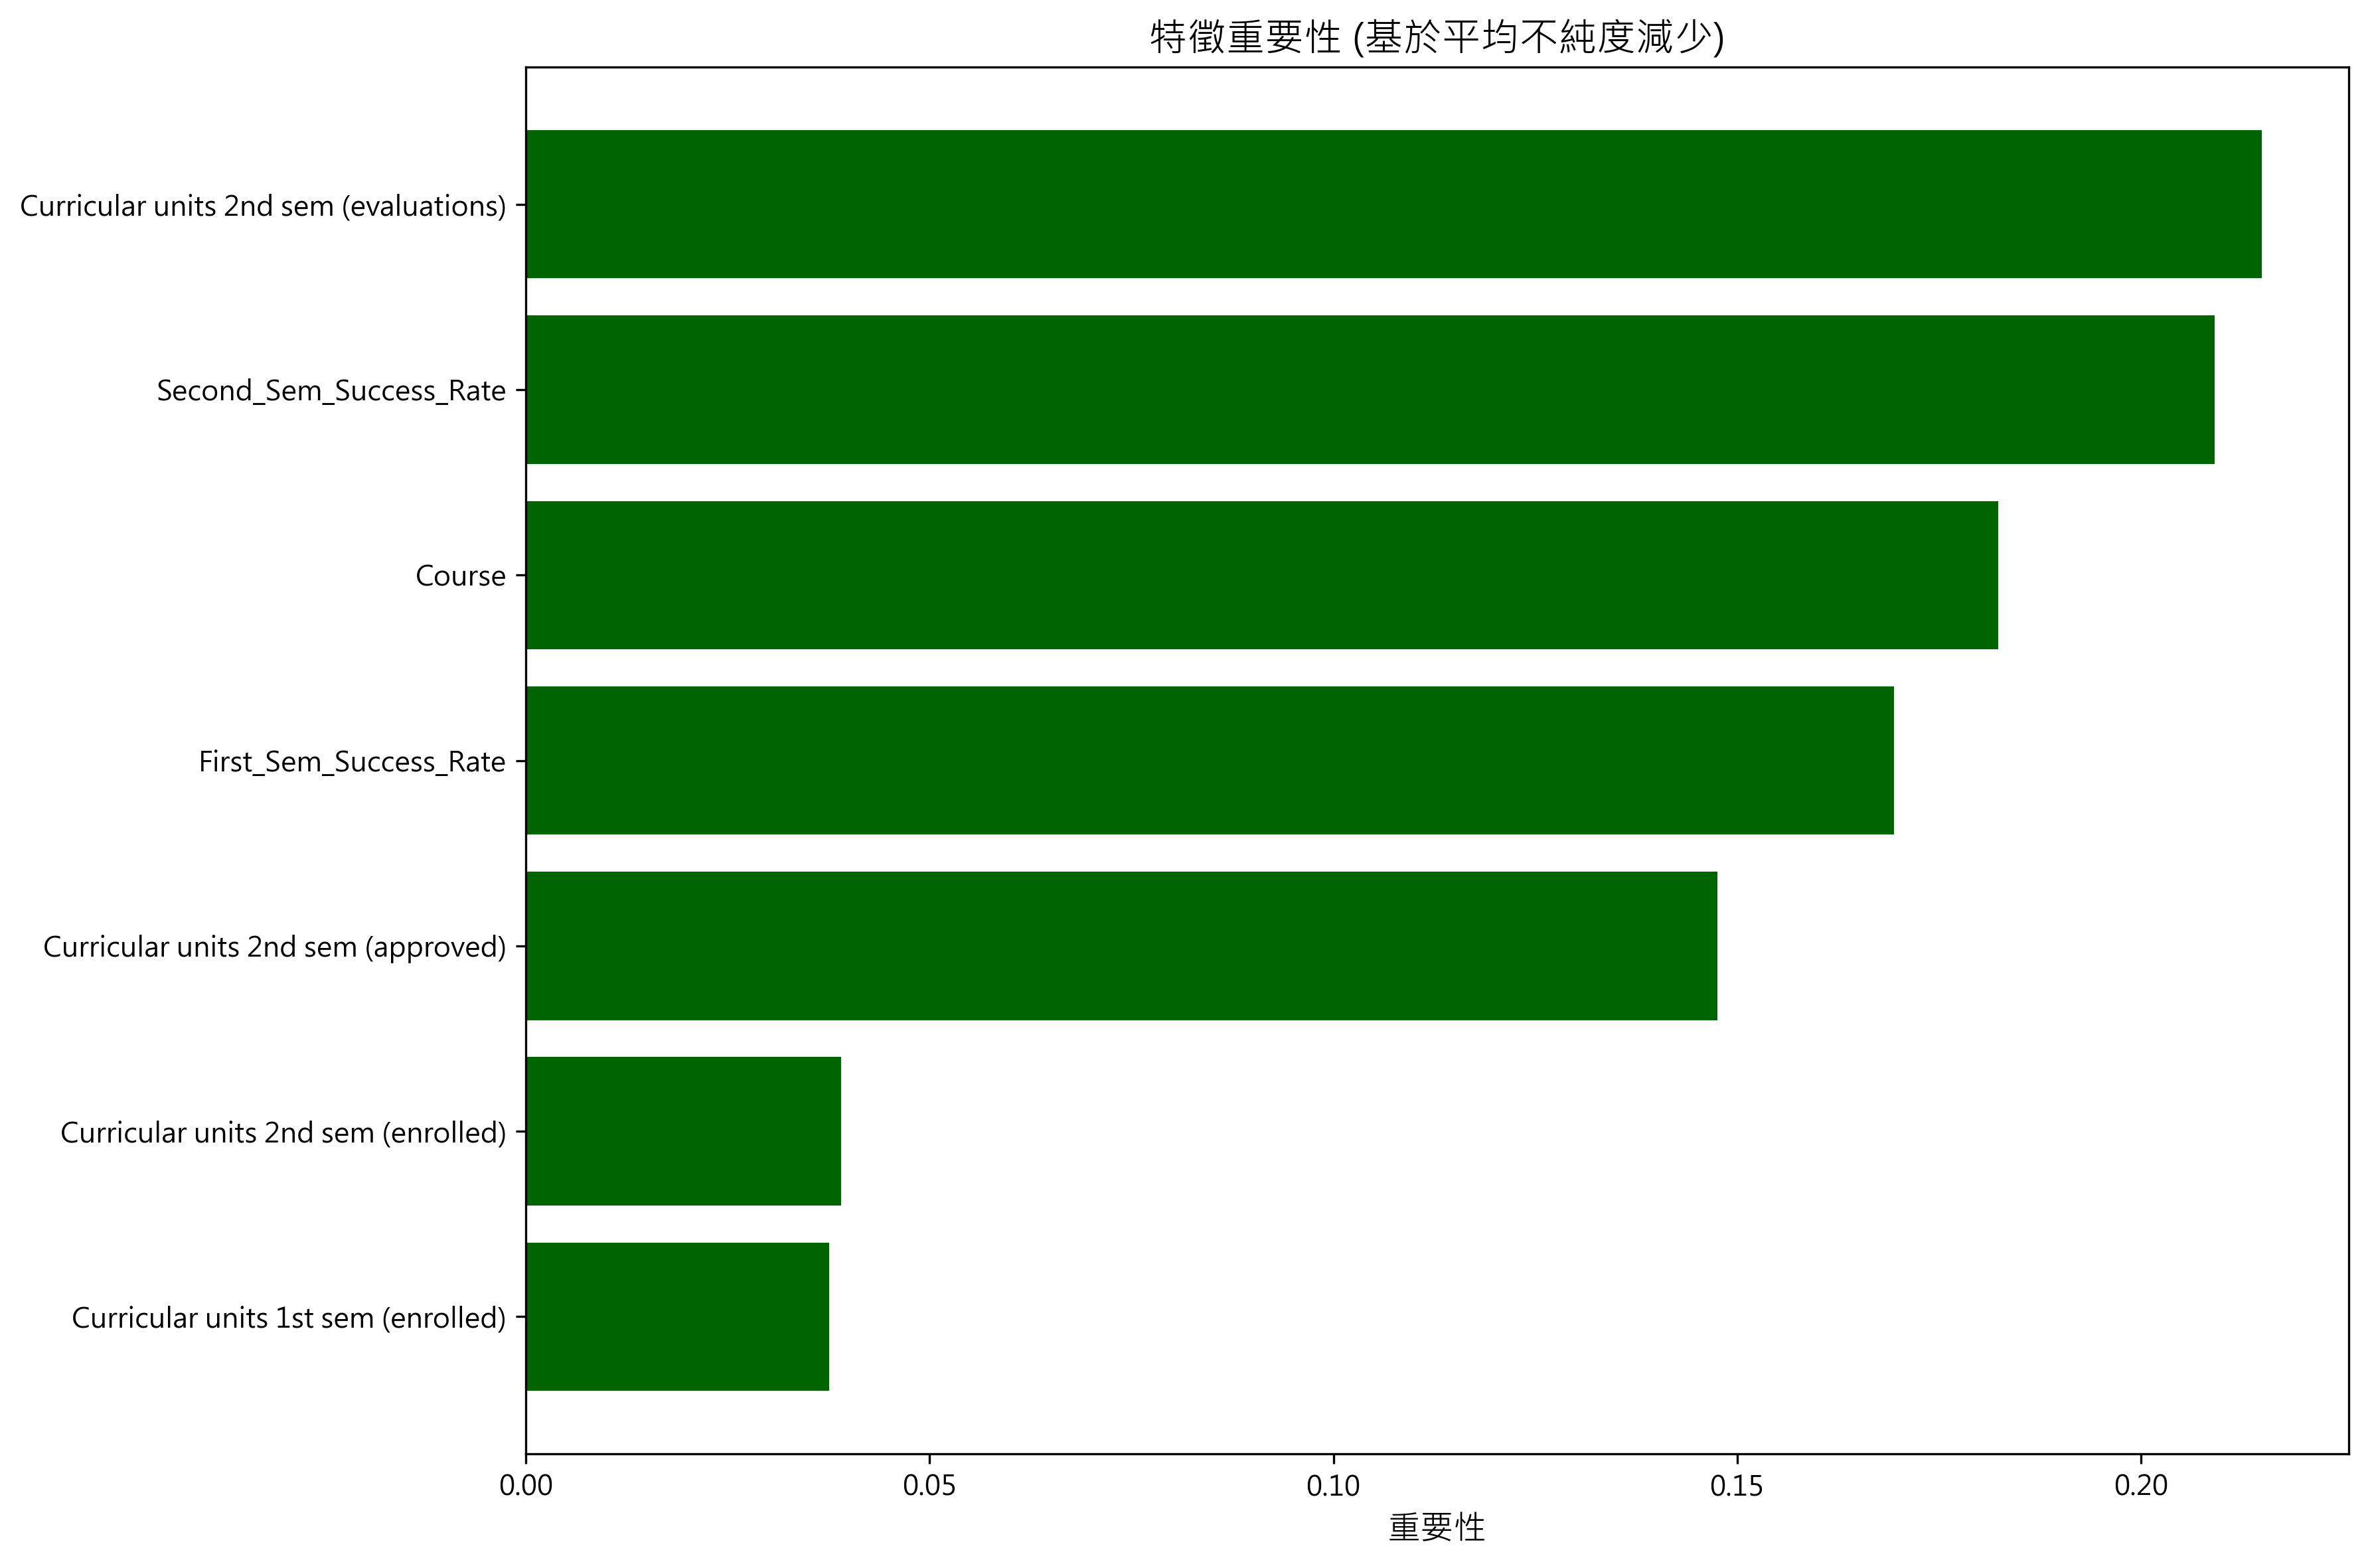 特徵重要性 (基於平均不純度減少)
Curricular units 2nd sem (evaluations)
Second_Sem_Success_Rate
Course
First_Sem_Success_Rate
Curricular units 2nd sem (approved)
Curricular units 2nd sem (enrolled)
Curricular units 1st sem (enrolled)
0.00 0.05 0.10 0.15 0.20
重要性